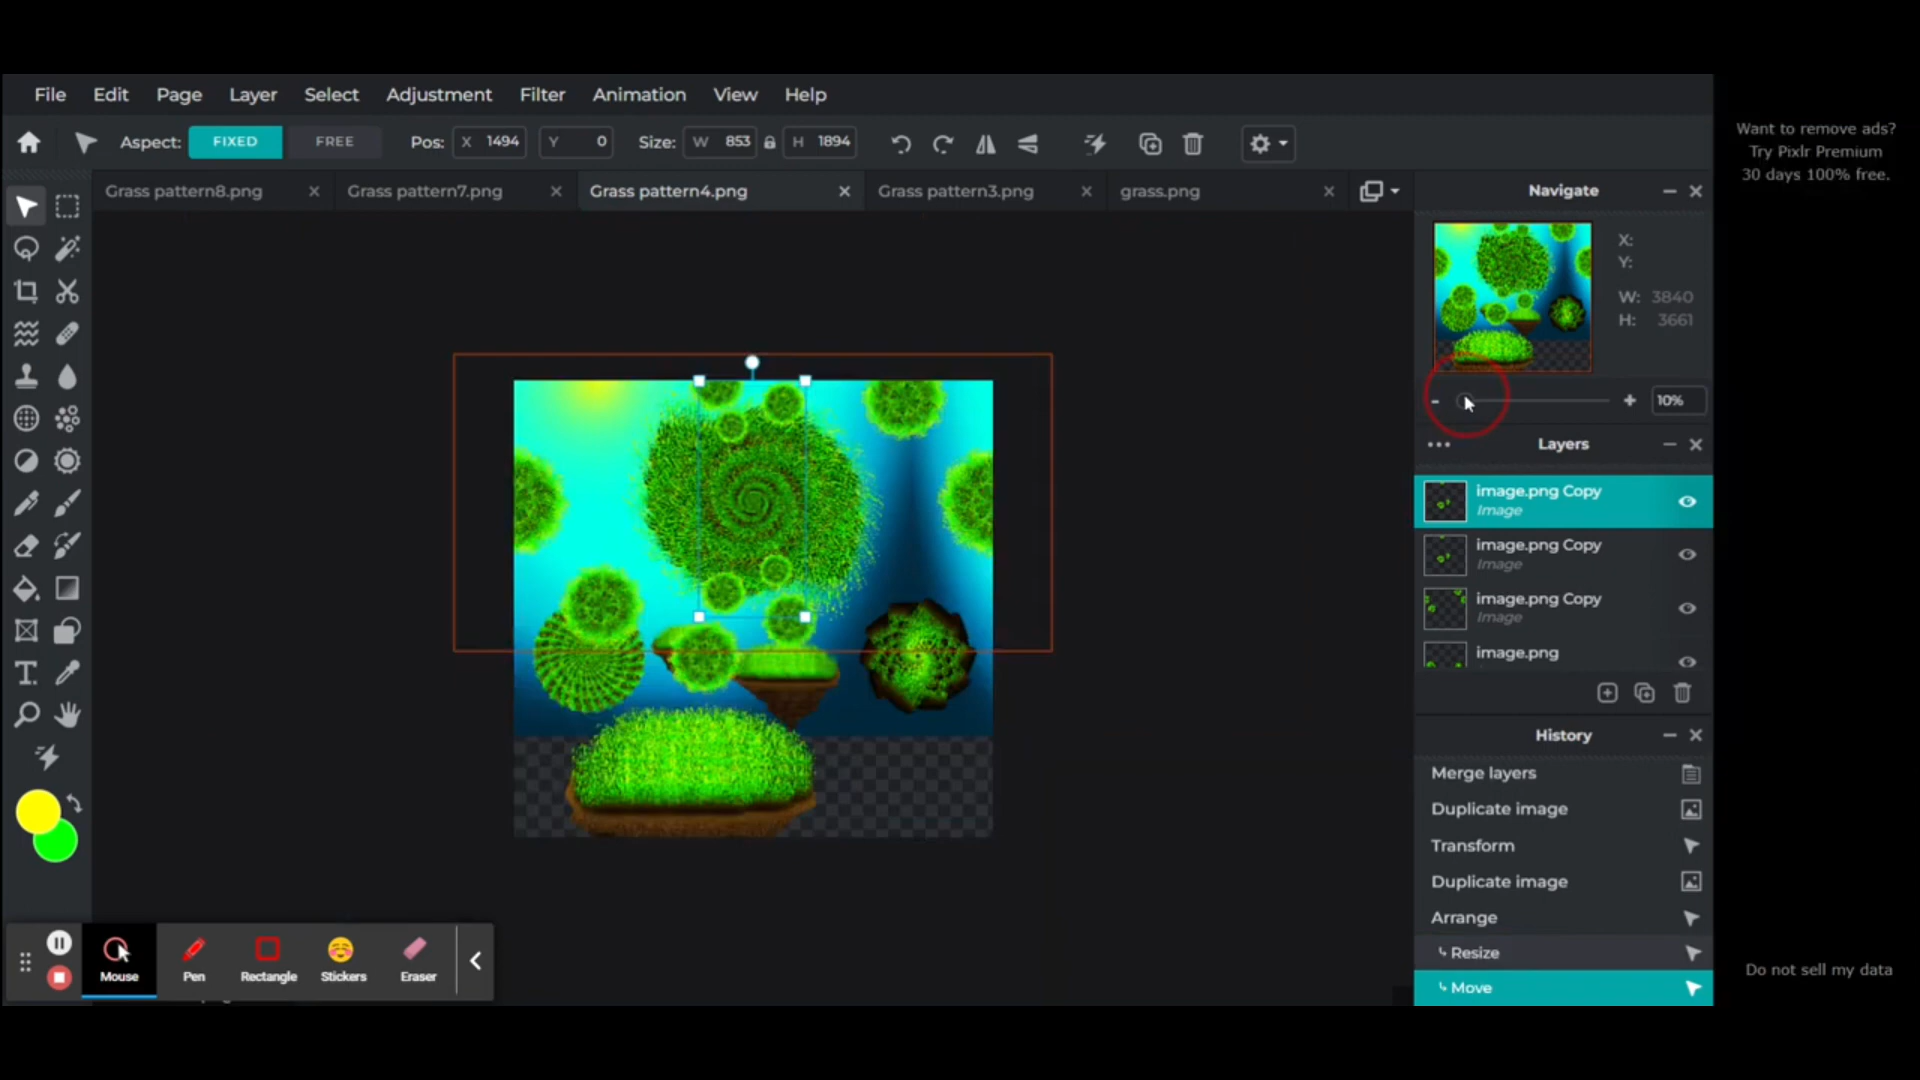 File Edit Page Layer Select Adjustment Filter Animation View Help
Want to remove ads?
Try Pixlr Premium
30 days 100% free.
Aspect: FIXED FREE Pos: X 1494 Y 0 Size: W 853 H 1894
Grass pattern8.png Grass pattern7.png Grass pattern4.png Grass pattern3.png grass.png
Navigate
X:
Y:
W: 3840
H: 3661
10%
Layers
image.png Copy
Image
image.png Copy
Image
image.png Copy
Image
image.png
History
Merge layers
Duplicate image
Transform
Duplicate image
Arrange
Resize
Move
Mouse Pen Rectangle Stickers Eraser
Do not sell my data